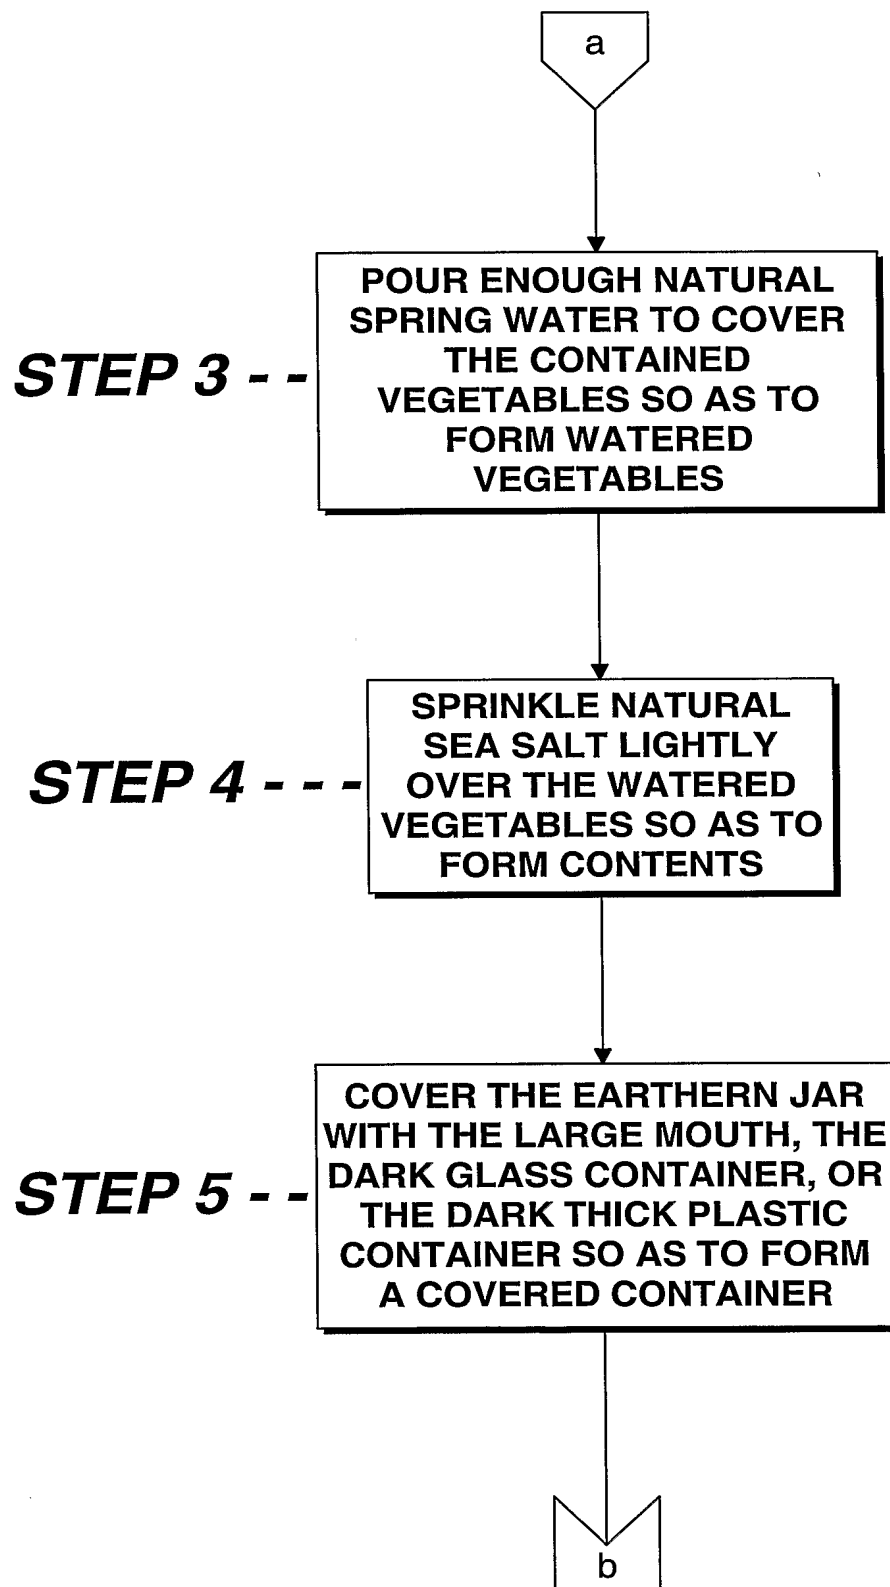 a
STEP 3 - -
POUR ENOUGH NATURAL
SPRING WATER TO COVER
THE CONTAINED
VEGETABLES SO AS TO
FORM WATERED
VEGETABLES
STEP 4 - - -
SPRINKLE NATURAL
SEA SALT LIGHTLY
OVER THE WATERED
VEGETABLES SO AS TO
FORM CONTENTS
STEP 5 - -
COVER THE EARTHERN JAR
WITH THE LARGE MOUTH, THE
DARK GLASS CONTAINER, OR
THE DARK THICK PLASTIC
CONTAINER SO AS TO FORM
A COVERED CONTAINER
b